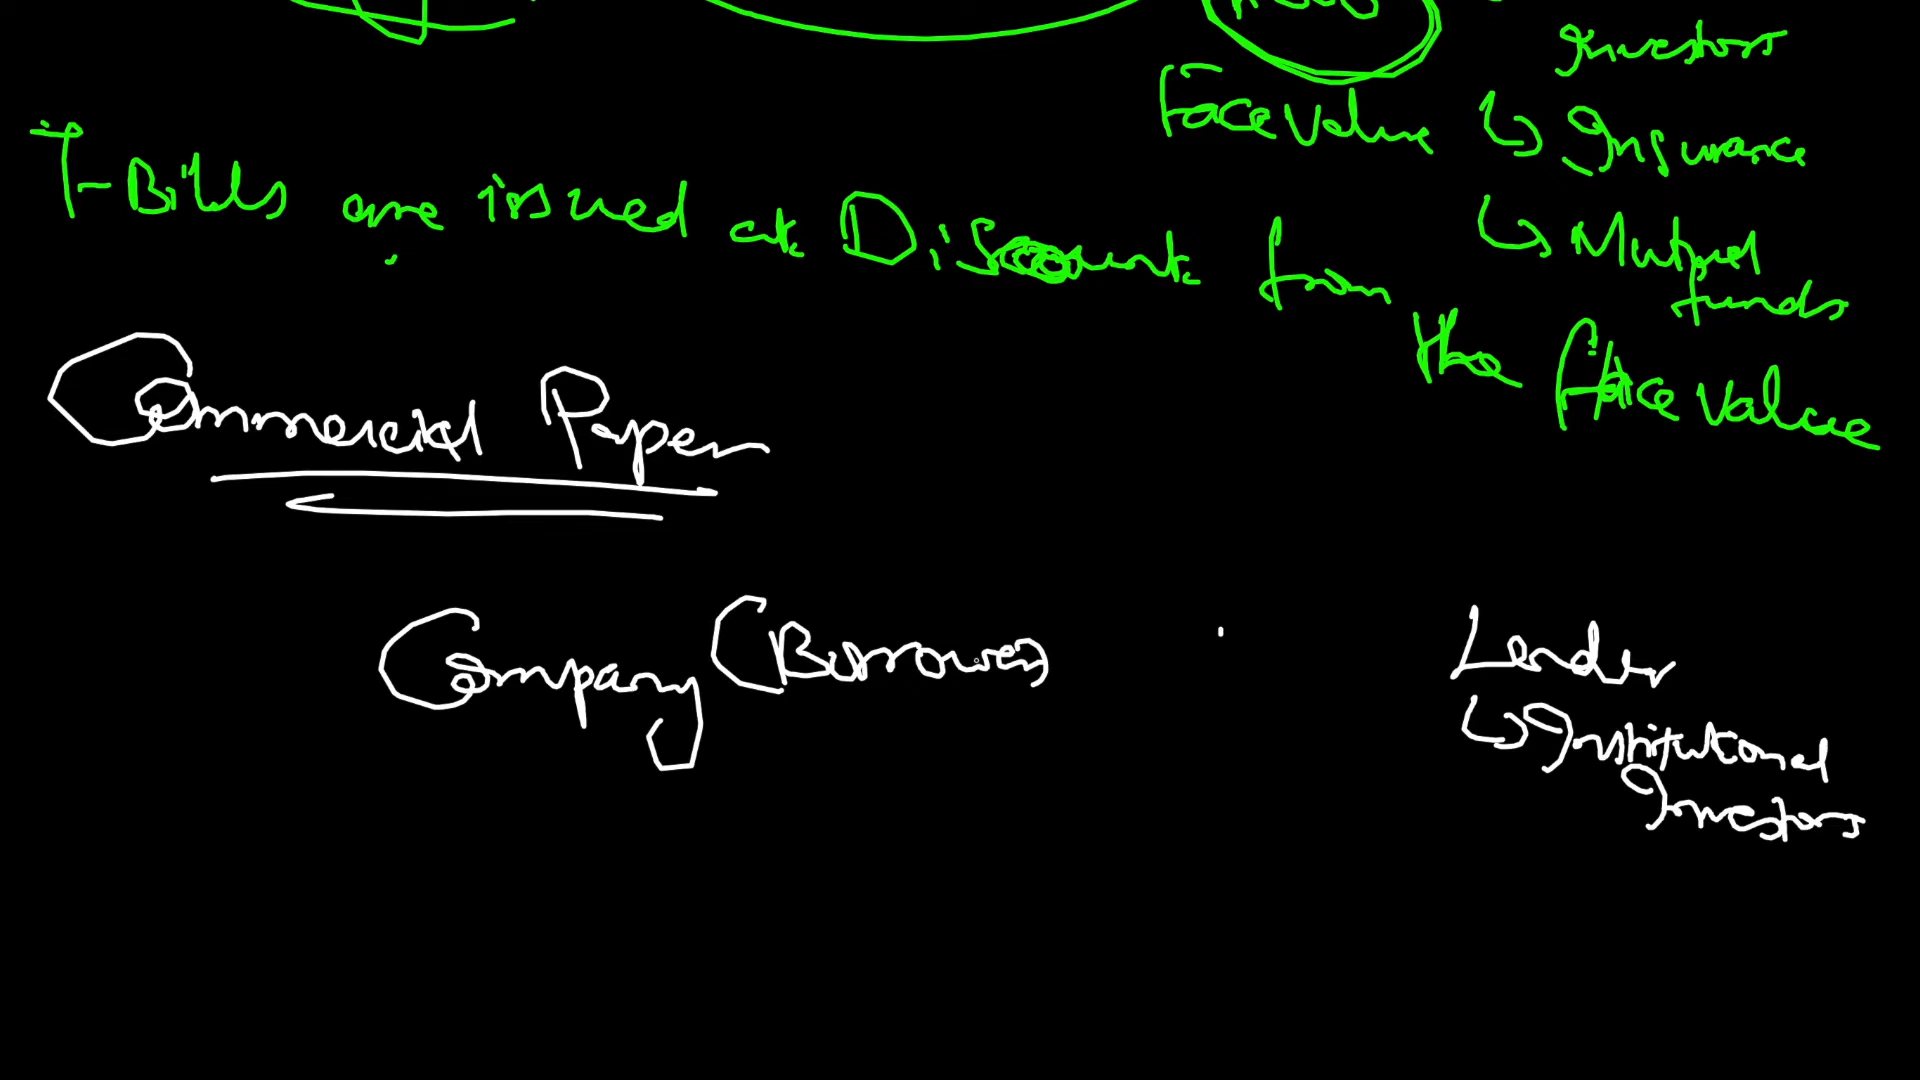 Investors
Face Value ↳ Insurance
↳ Mutual
funds
T-Bills are issued at Discount from
the Face Value
Commercial Paper
Company (Borrower)
Lender
↳ Institutional
Investors